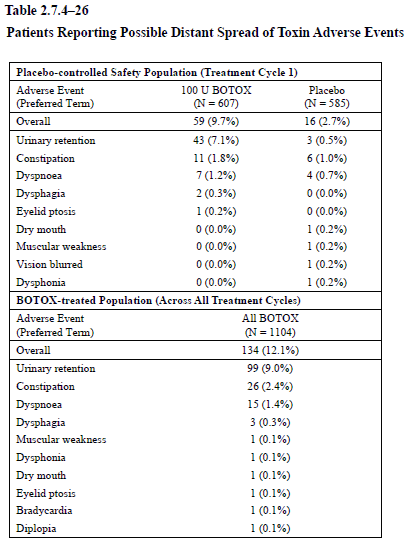 Table 2.7.4–26
Patients Reporting Possible Distant Spread of Toxin Adverse Events
Placebo-controlled Safety Population (Treatment Cycle 1)
Adverse Event 100 U BOTOX Placebo
(Preferred Term) (N = 607) (N = 585)
Overall 59 (9.7%) 16 (2.7%)
Urinary retention 43 (7.1%) 3 (0.5%)
Constipation 11 (1.8%) 6 (1.0%)
Dyspnoea 7 (1.2%) 4 (0.7%)
Dysphagia 2 (0.3%) 0 (0.0%)
Eyelid ptosis 1 (0.2%) 0 (0.0%)
Dry mouth 0 (0.0%) 1 (0.2%)
Muscular weakness 0 (0.0%) 1 (0.2%)
Vision blurred 0 (0.0%) 1 (0.2%)
Dysphonia 0 (0.0%) 1 (0.2%)
BOTOX-treated Population (Across All Treatment Cycles)
Adverse Event All BOTOX
(Preferred Term) (N = 1104)
Overall 134 (12.1%)
Urinary retention 99 (9.0%)
Constipation 26 (2.4%)
Dyspnoea 15 (1.4%)
Dysphagia 3 (0.3%)
Muscular weakness 1 (0.1%)
Dysphonia 1 (0.1%)
Dry mouth 1 (0.1%)
Eyelid ptosis 1 (0.1%)
Bradycardia 1 (0.1%)
Diplopia 1 (0.1%)